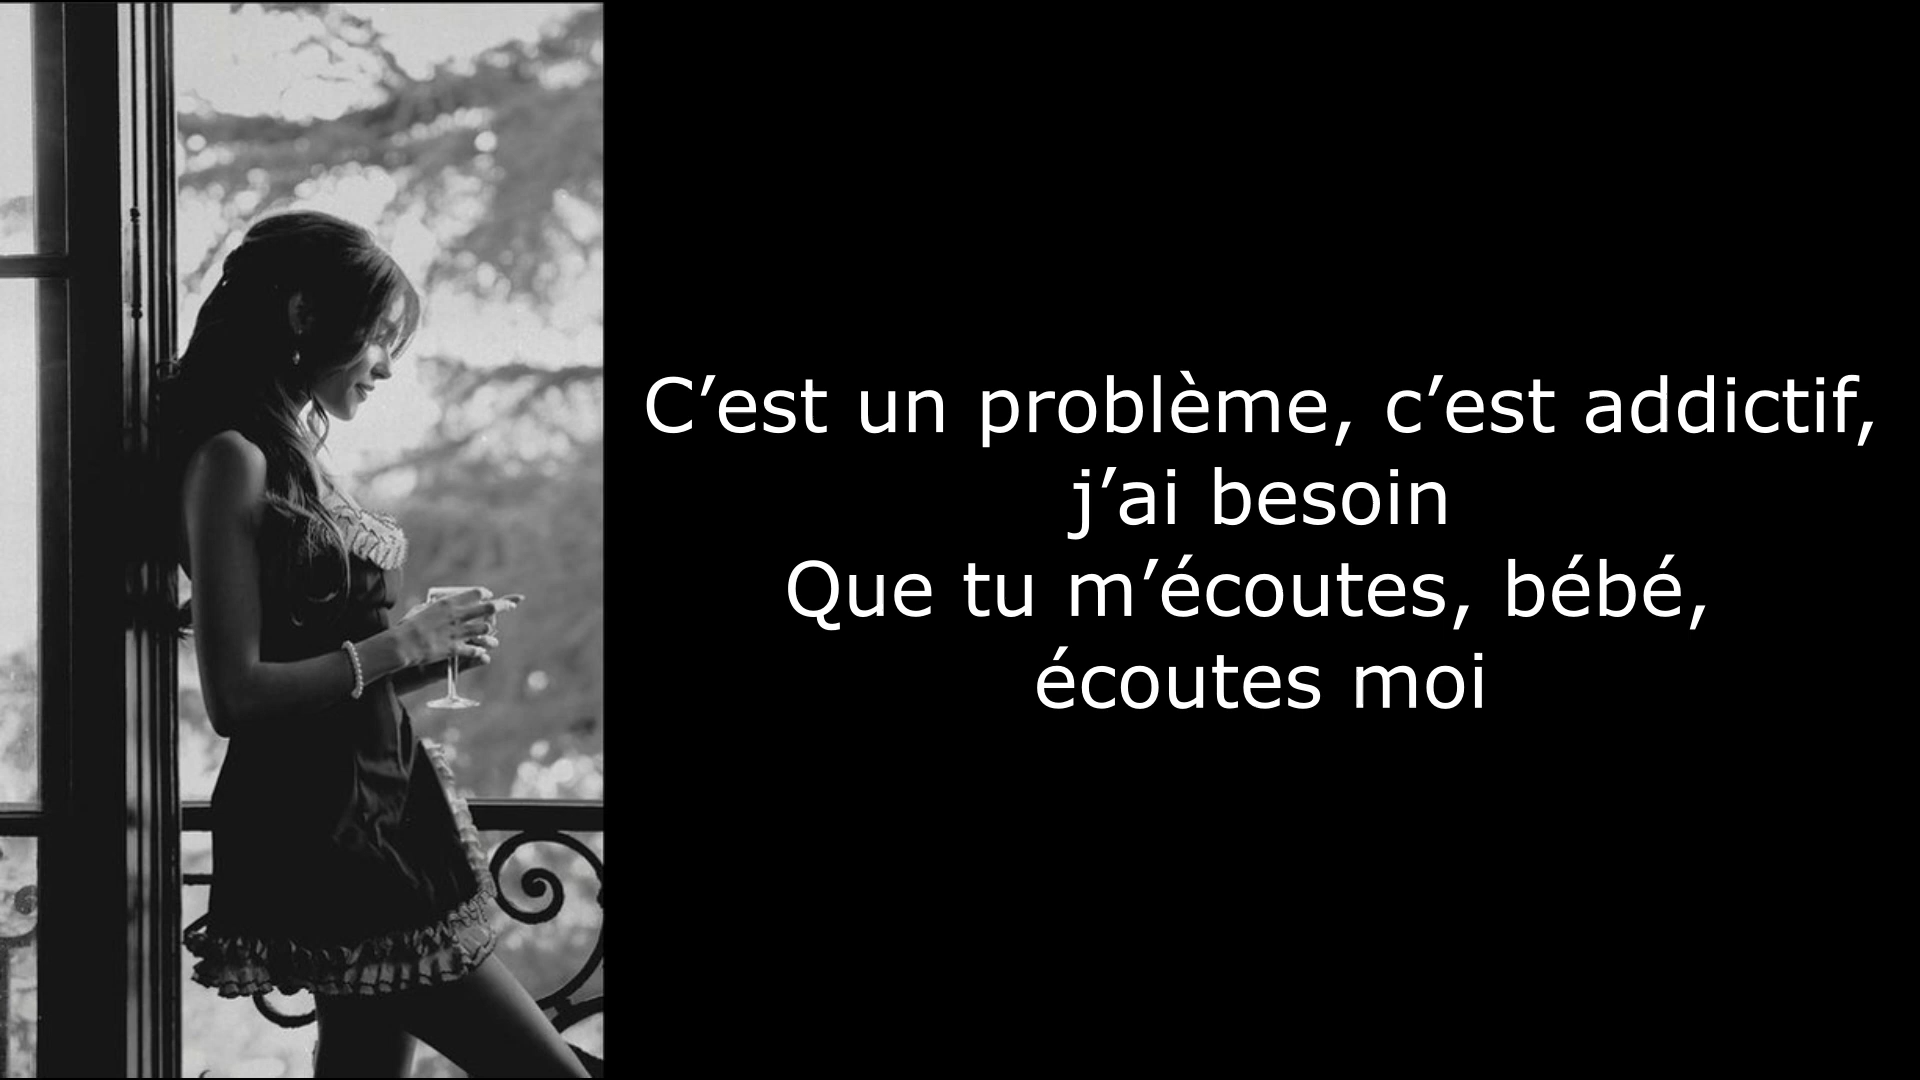 C’est un problème, c’est addictif,
j’ai besoin
Que tu m’écoutes, bébé,
écoutes moi